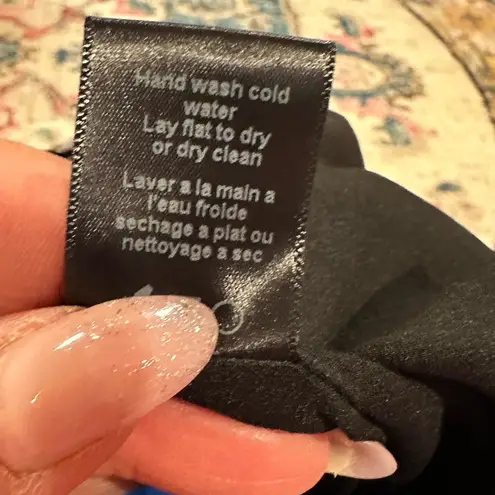 Hand wash cold
water
Lay flat to dry
or dry clean
Layer a la main a
l'eau froide
sechage a plat ou
nettoyage a sec